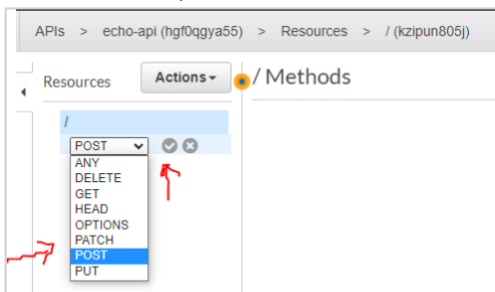 APIs > echo-api (hgf0qgya55) > Resources > / (kzipun805j)
Resources Actions
/ Methods
/
POST
ANY
DELETE
GET
HEAD
OPTIONS
PATCH
POST
PUT